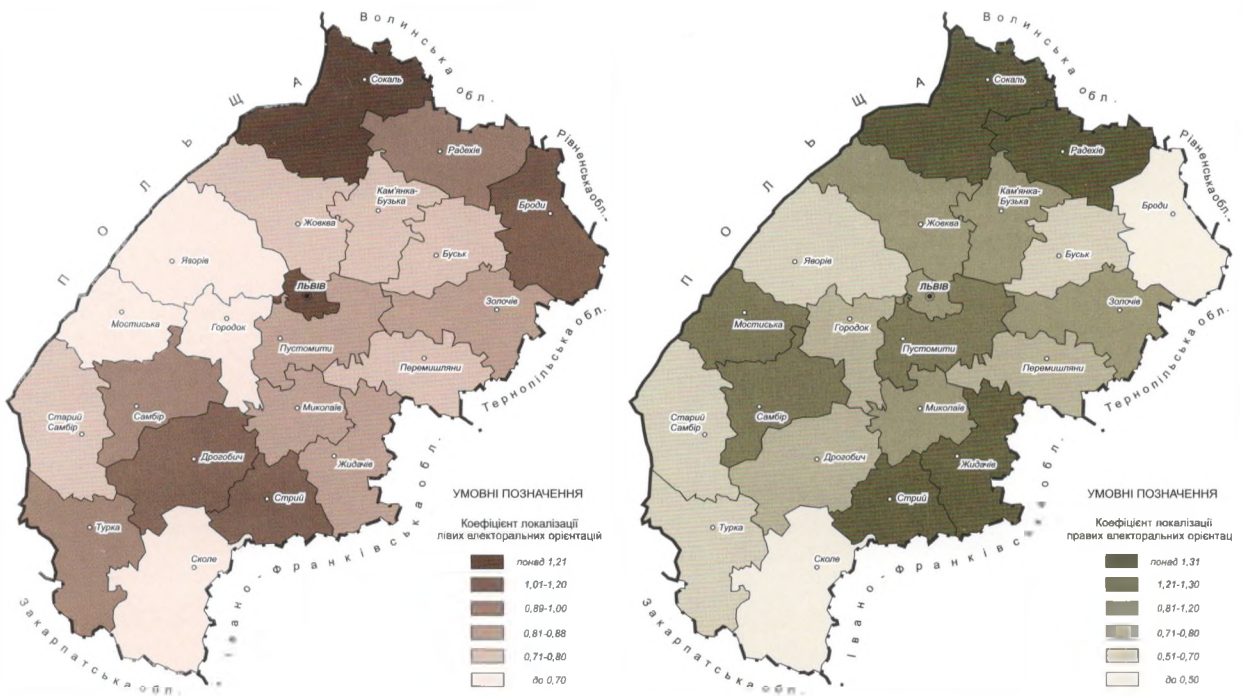 Волинська обл.
Рівненська обл.
ПОЛЬЩА
Сокаль
Радехів
Кам'янка-
Бузька
Броди
Жовква
Буськ
Яворів
ЛЬВІВ
Золочів
Мостиська
Городок
Пустомити
Перемишляни
Тернопільська обл.
Старий
Самбір
Самбір
Миколаїв
Дрогобич
Жидачів
Стрий
Турка
Сколе
Івано-Франківська обл.
Закарпатська обл.
УМОВНІ ПОЗНАЧЕННЯ
Коефіцієнт локалізації
лівих електоральних орієнтацій
понад 1,21
1,01-1,20
0,89-1,00
0,81-0,88
0,71-0,80
до 0,70
Волинська обл.
Рівненська обл.
ПОЛЬЩА
Сокаль
Радехів
Кам'янка-
Бузька
Броди
Жовква
Буськ
Яворів
ЛЬВІВ
Золочів
Мостиська
Городок
Пустомити
Перемишляни
Тернопільська обл.
Старий
Самбір
Самбір
Миколаїв
Дрогобич
Жидачів
Стрий
Турка
Сколе
Івано-Франківська обл.
Закарпатська обл.
УМОВНІ ПОЗНАЧЕННЯ
Коефіцієнт локалізації
правих електоральних орієнтац
понад 1,31
1,21-1,30
0,81-1,20
0,71-0,80
0,51-0,70
до 0,50